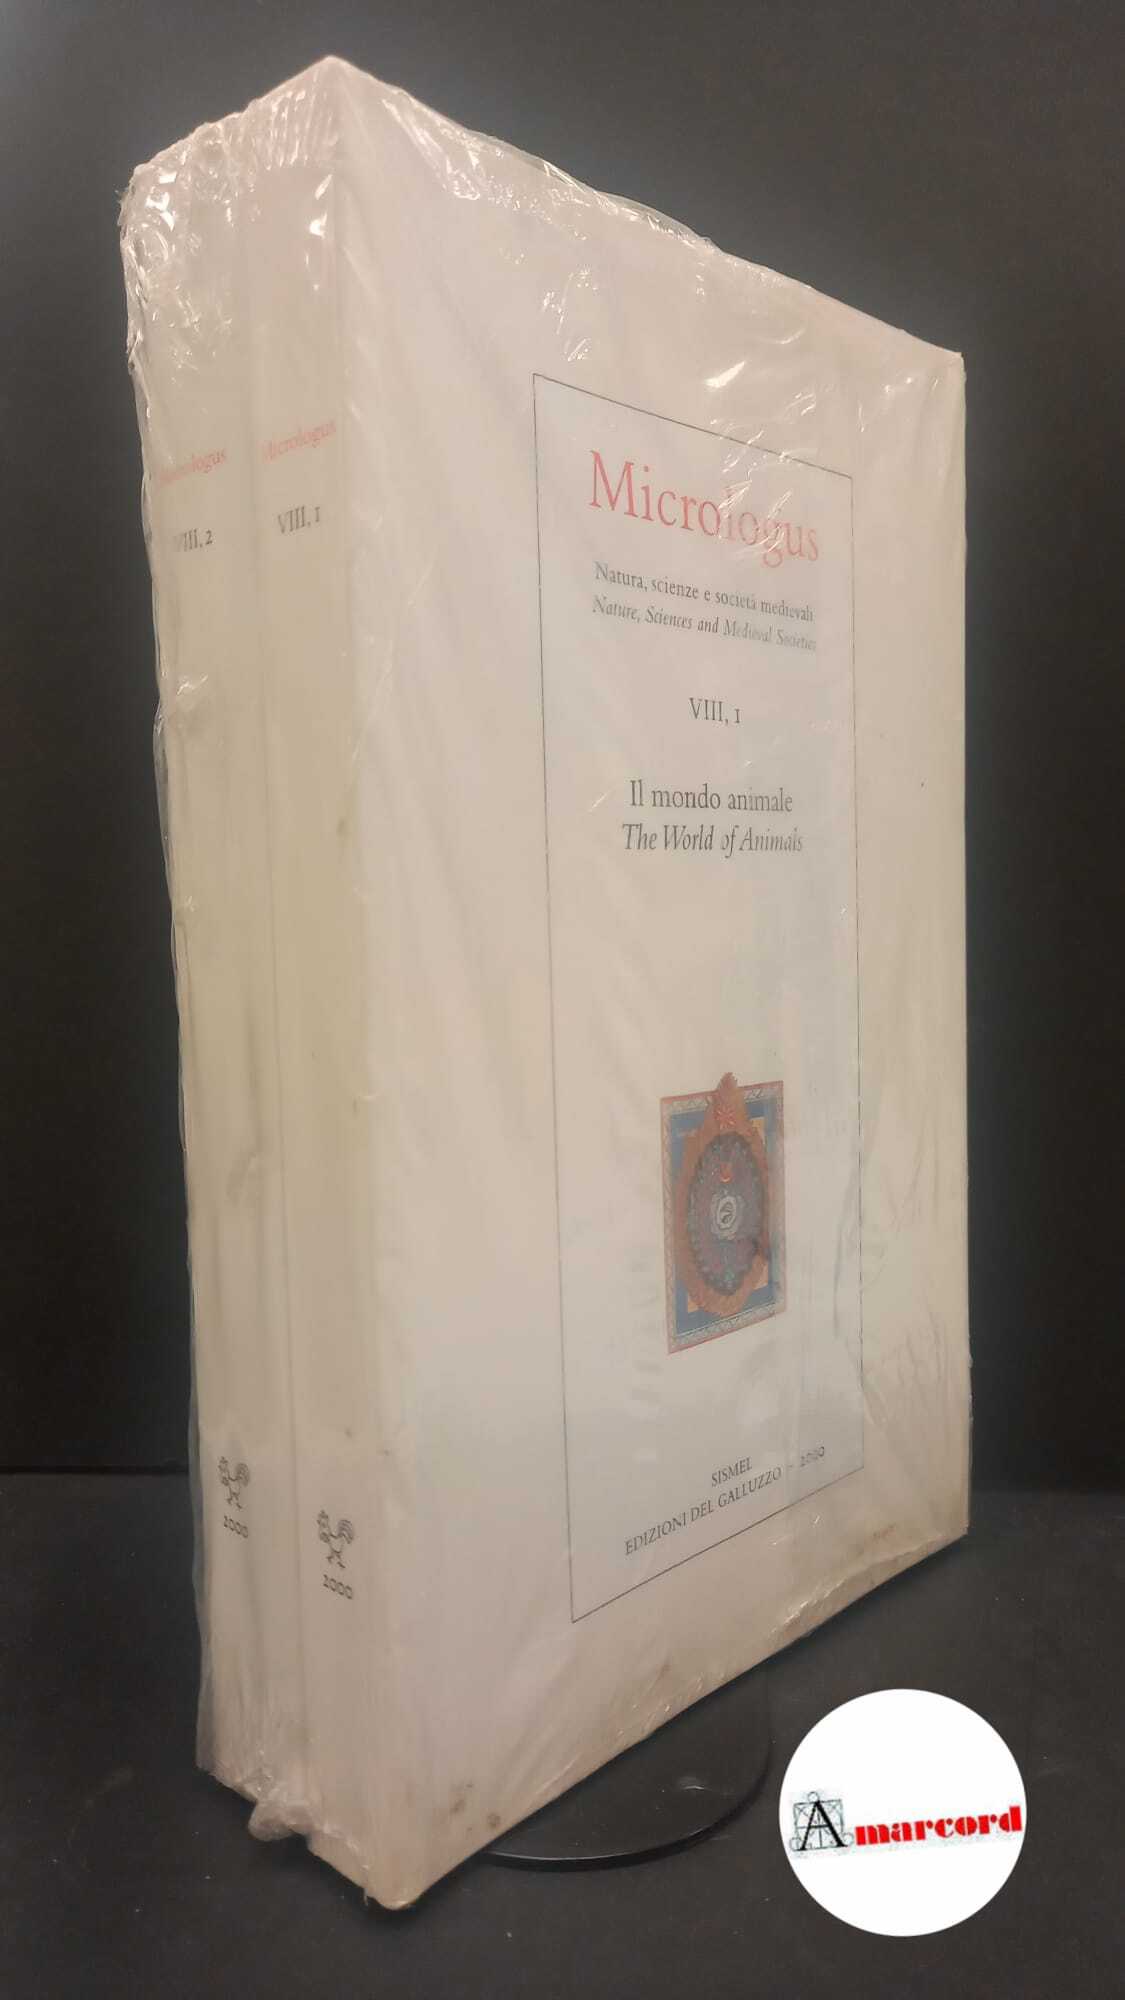 Micrologus
VIII, 2
2000
Micrologus
VIII, 1
2000
Micrologus
Natura, scienze e società medievali
Nature, Sciences and Medieval Societies
VIII, 1
Il mondo animale
The World of Animals
SISMEL
EDIZIONI DEL GALLUZZO - 2000
Amarcord